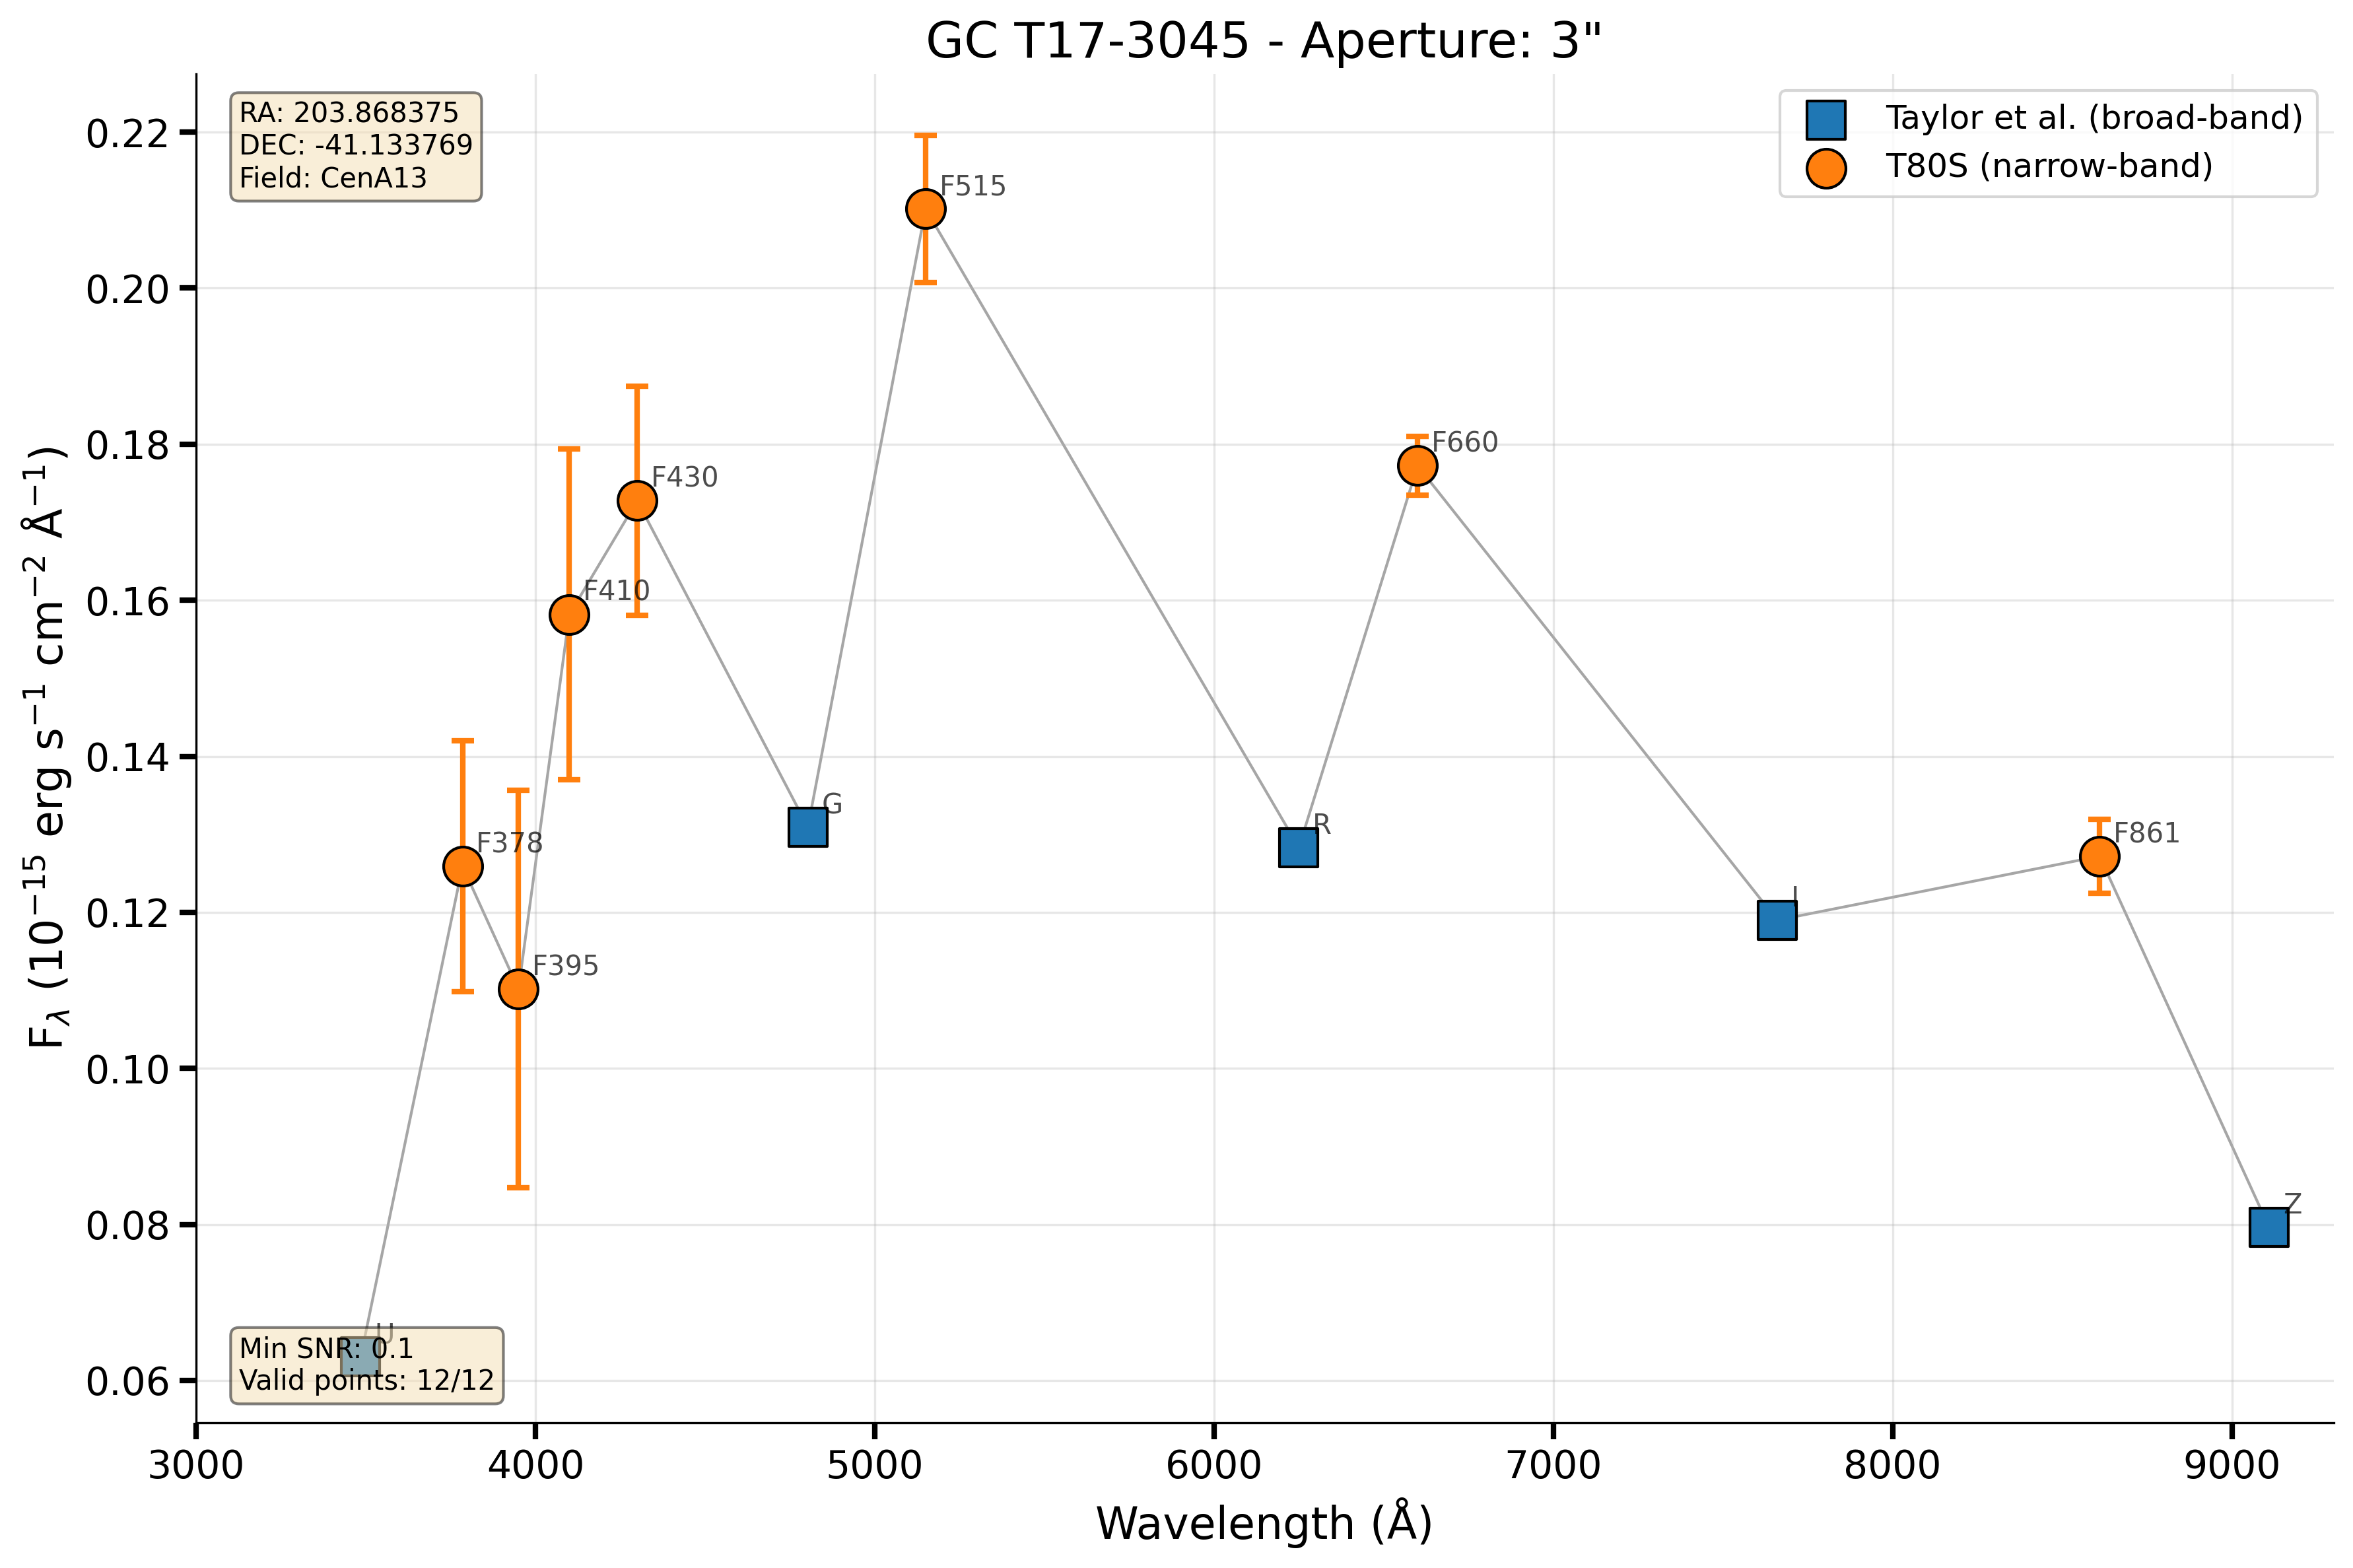 GC T17-3045 - Aperture: 3"
RA: 203.868375
DEC: -41.133769
Field: CenA13
Taylor et al. (broad-band)
T80S (narrow-band)
F515
F660
F430
F410
G
F378
R
F861
I
F395
Z
U
Min SNR: 0.1
Valid points: 12/12
0.22
0.20
0.18
0.16
0.14
0.12
0.10
0.08
0.06
F_λ (10⁻¹⁵ erg s⁻¹ cm⁻² Å⁻¹)
3000 4000 5000 6000 7000 8000 9000
Wavelength (Å)